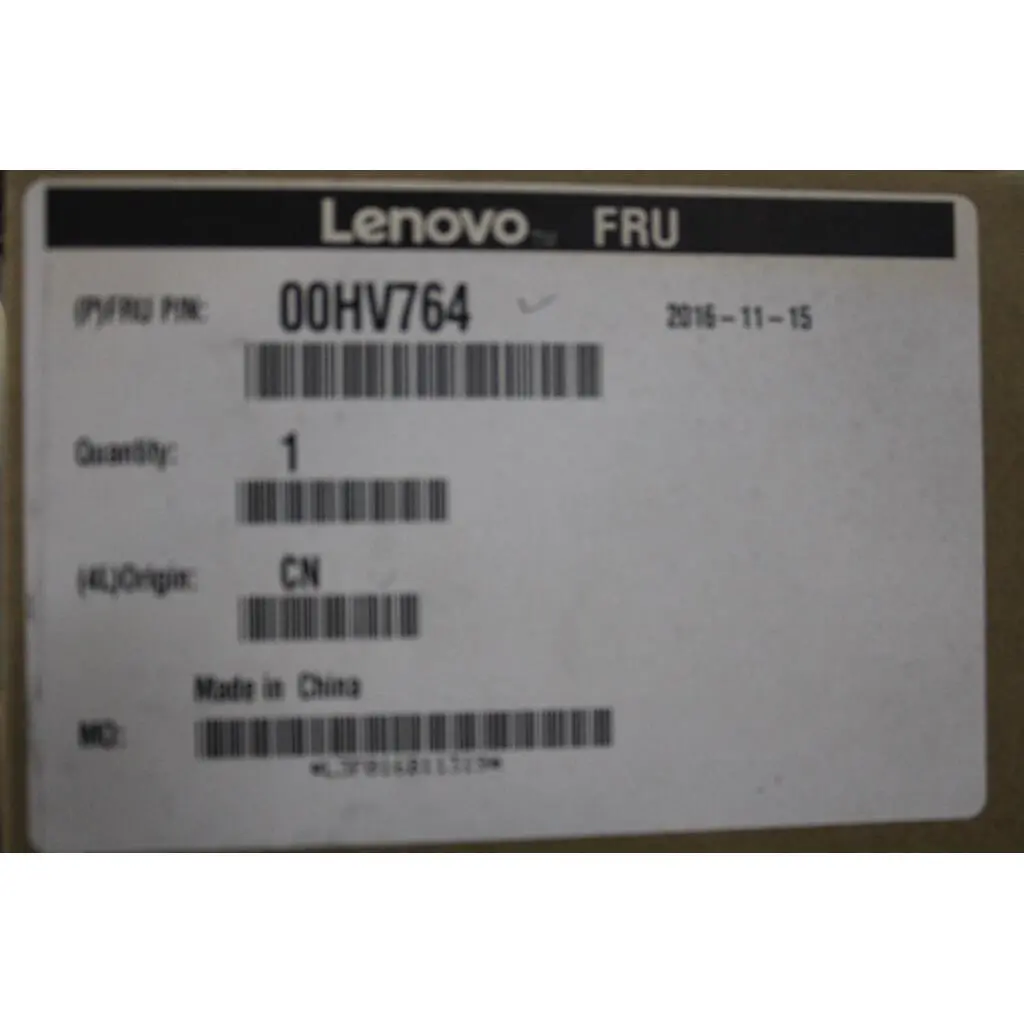 Lenovo FRU
(P)FRU P/N: 00HV764 2016-11-15
Quantity: 1
(4L)Origin: CN
Made in China
MO: